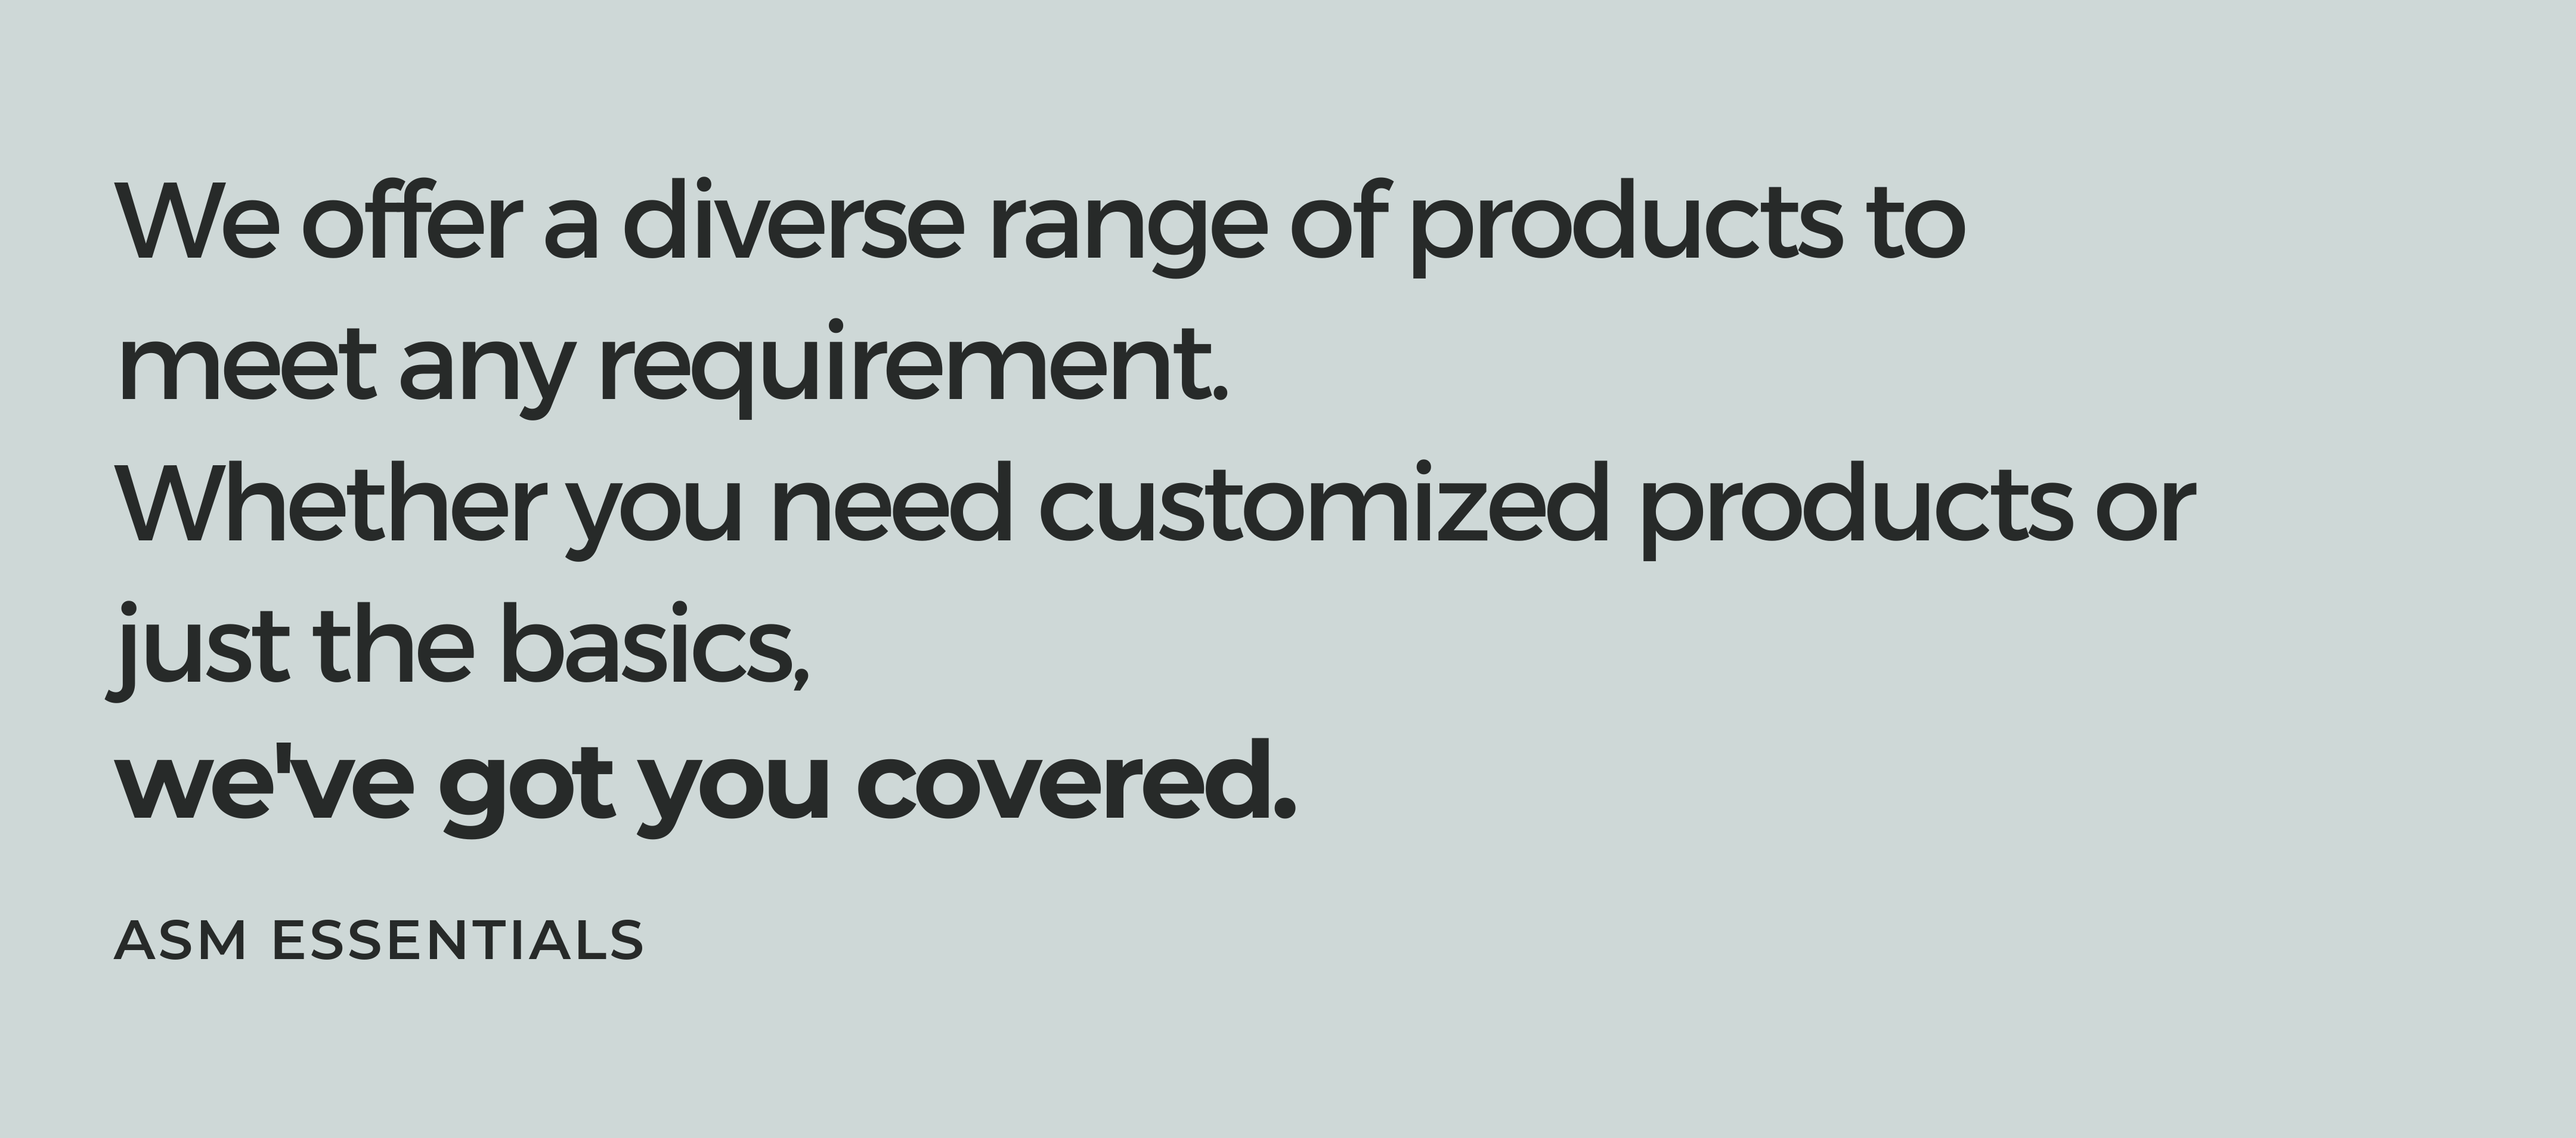 We offer a diverse range of products to
meet any requirement.
Whether you need customized products or
just the basics,
we've got you covered.
ASM ESSENTIALS